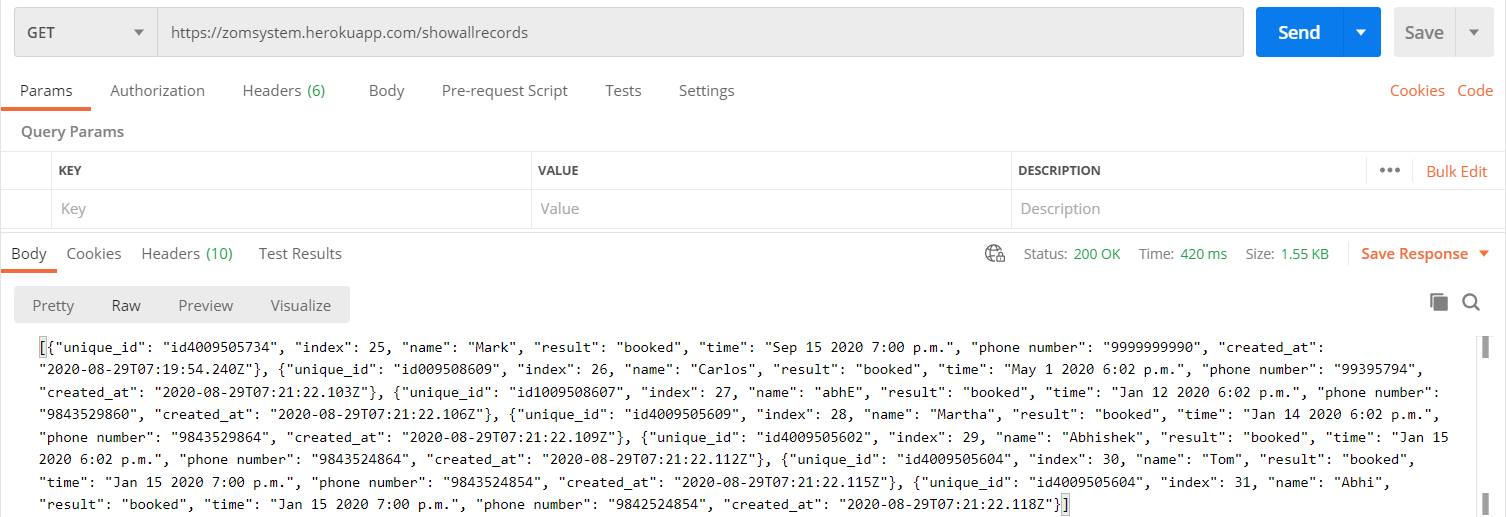 GET https://zomsystem.herokuapp.com/showallrecords Send Save
Params Authorization Headers (6) Body Pre-request Script Tests Settings Cookies Code
Query Params
KEY VALUE DESCRIPTION ••• Bulk Edit
Key Value Description
Body Cookies Headers (10) Test Results Status: 200 OK Time: 420 ms Size: 1.55 KB Save Response
Pretty Raw Preview Visualize
[{"unique_id": "id4009505734", "index": 25, "name": "Mark", "result": "booked", "time": "Sep 15 2020 7:00 p.m.", "phone number": "9999999990", "created_at":
"2020-08-29T07:19:54.240Z"}, {"unique_id": "id009508609", "index": 26, "name": "Carlos", "result": "booked", "time": "May 1 2020 6:02 p.m.", "phone number": "99395794",
"created_at": "2020-08-29T07:21:22.103Z"}, {"unique_id": "id1009508607", "index": 27, "name": "abhE", "result": "booked", "time": "Jan 12 2020 6:02 p.m.", "phone number":
"9843529860", "created_at": "2020-08-29T07:21:22.106Z"}, {"unique_id": "id4009505609", "index": 28, "name": "Martha", "result": "booked", "time": "Jan 14 2020 6:02 p.m.",
"phone number": "9843529864", "created_at": "2020-08-29T07:21:22.109Z"}, {"unique_id": "id4009505602", "index": 29, "name": "Abhishek", "result": "booked", "time": "Jan 15
2020 6:02 p.m.", "phone number": "9843524864", "created_at": "2020-08-29T07:21:22.112Z"}, {"unique_id": "id4009505604", "index": 30, "name": "Tom", "result": "booked",
"time": "Jan 15 2020 7:00 p.m.", "phone number": "9843524854", "created_at": "2020-08-29T07:21:22.115Z"}, {"unique_id": "id4009505604", "index": 31, "name": "Abhi",
"result": "booked", "time": "Jan 15 2020 7:00 p.m.", "phone number": "9842524854", "created_at": "2020-08-29T07:21:22.118Z"}]